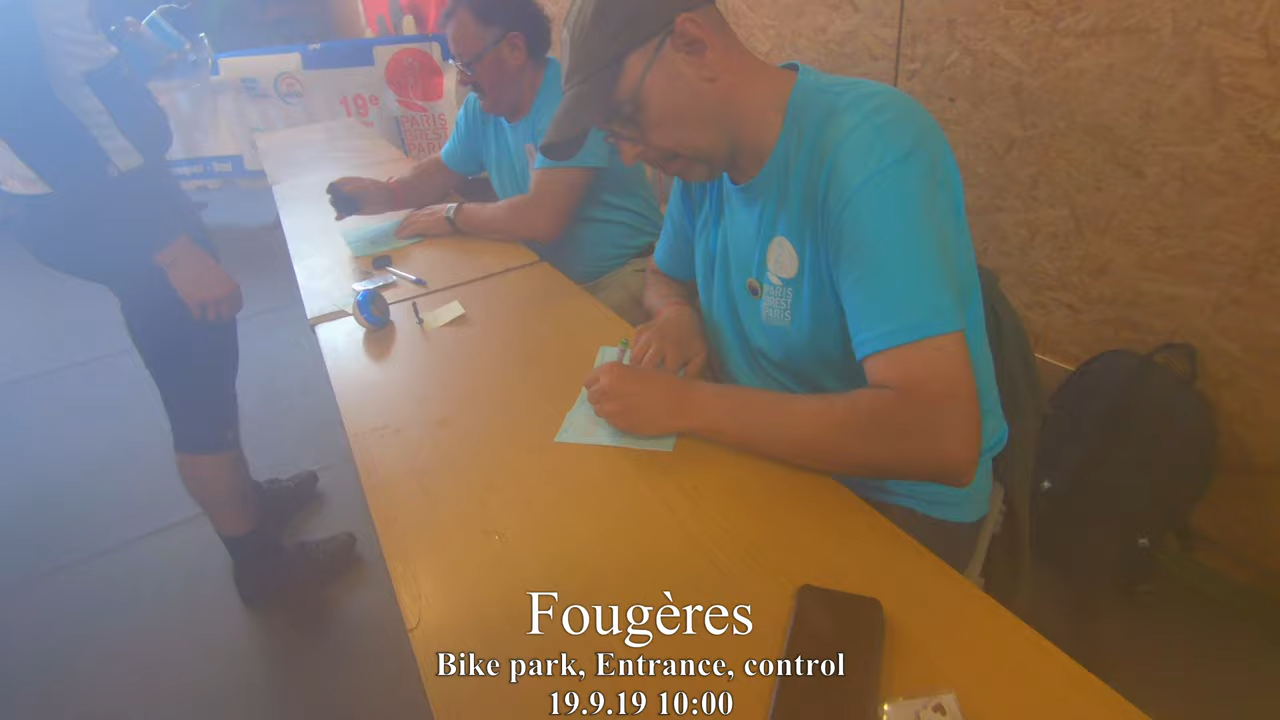 19e
PARIS
BREST
PARIS
PARIS
BREST
PARIS
Fougères
Bike park, Entrance, control
19.9.19 10:00